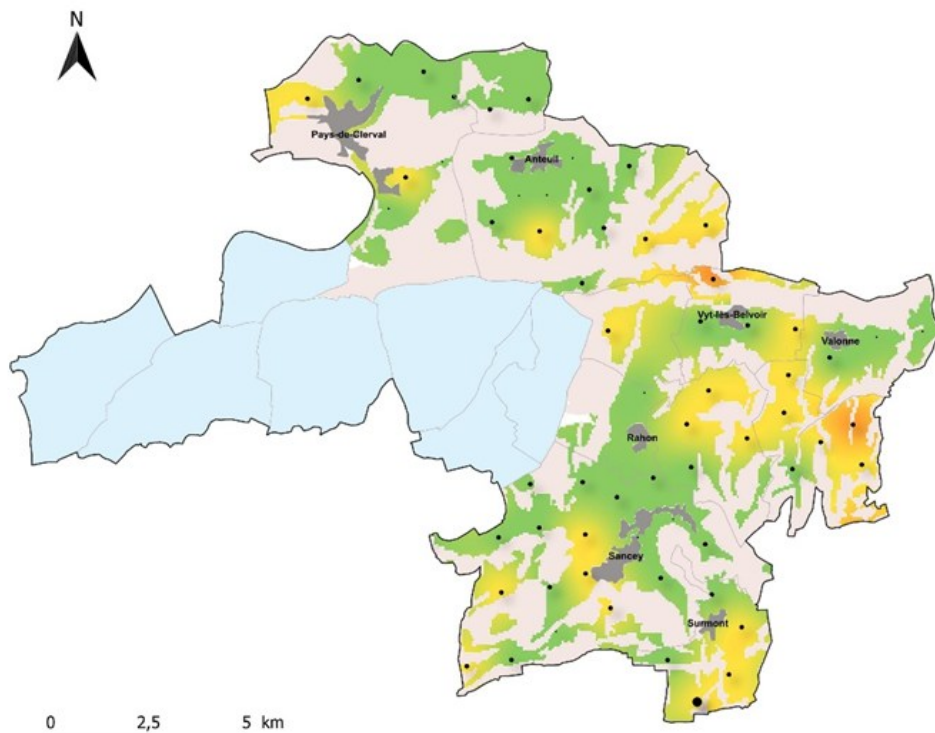 N
Pays-de-Clerval
Anteuil
Vyt-lès-Belvoir
Valonne
Rahon
Sancey
Surmont
0 2,5 5 km